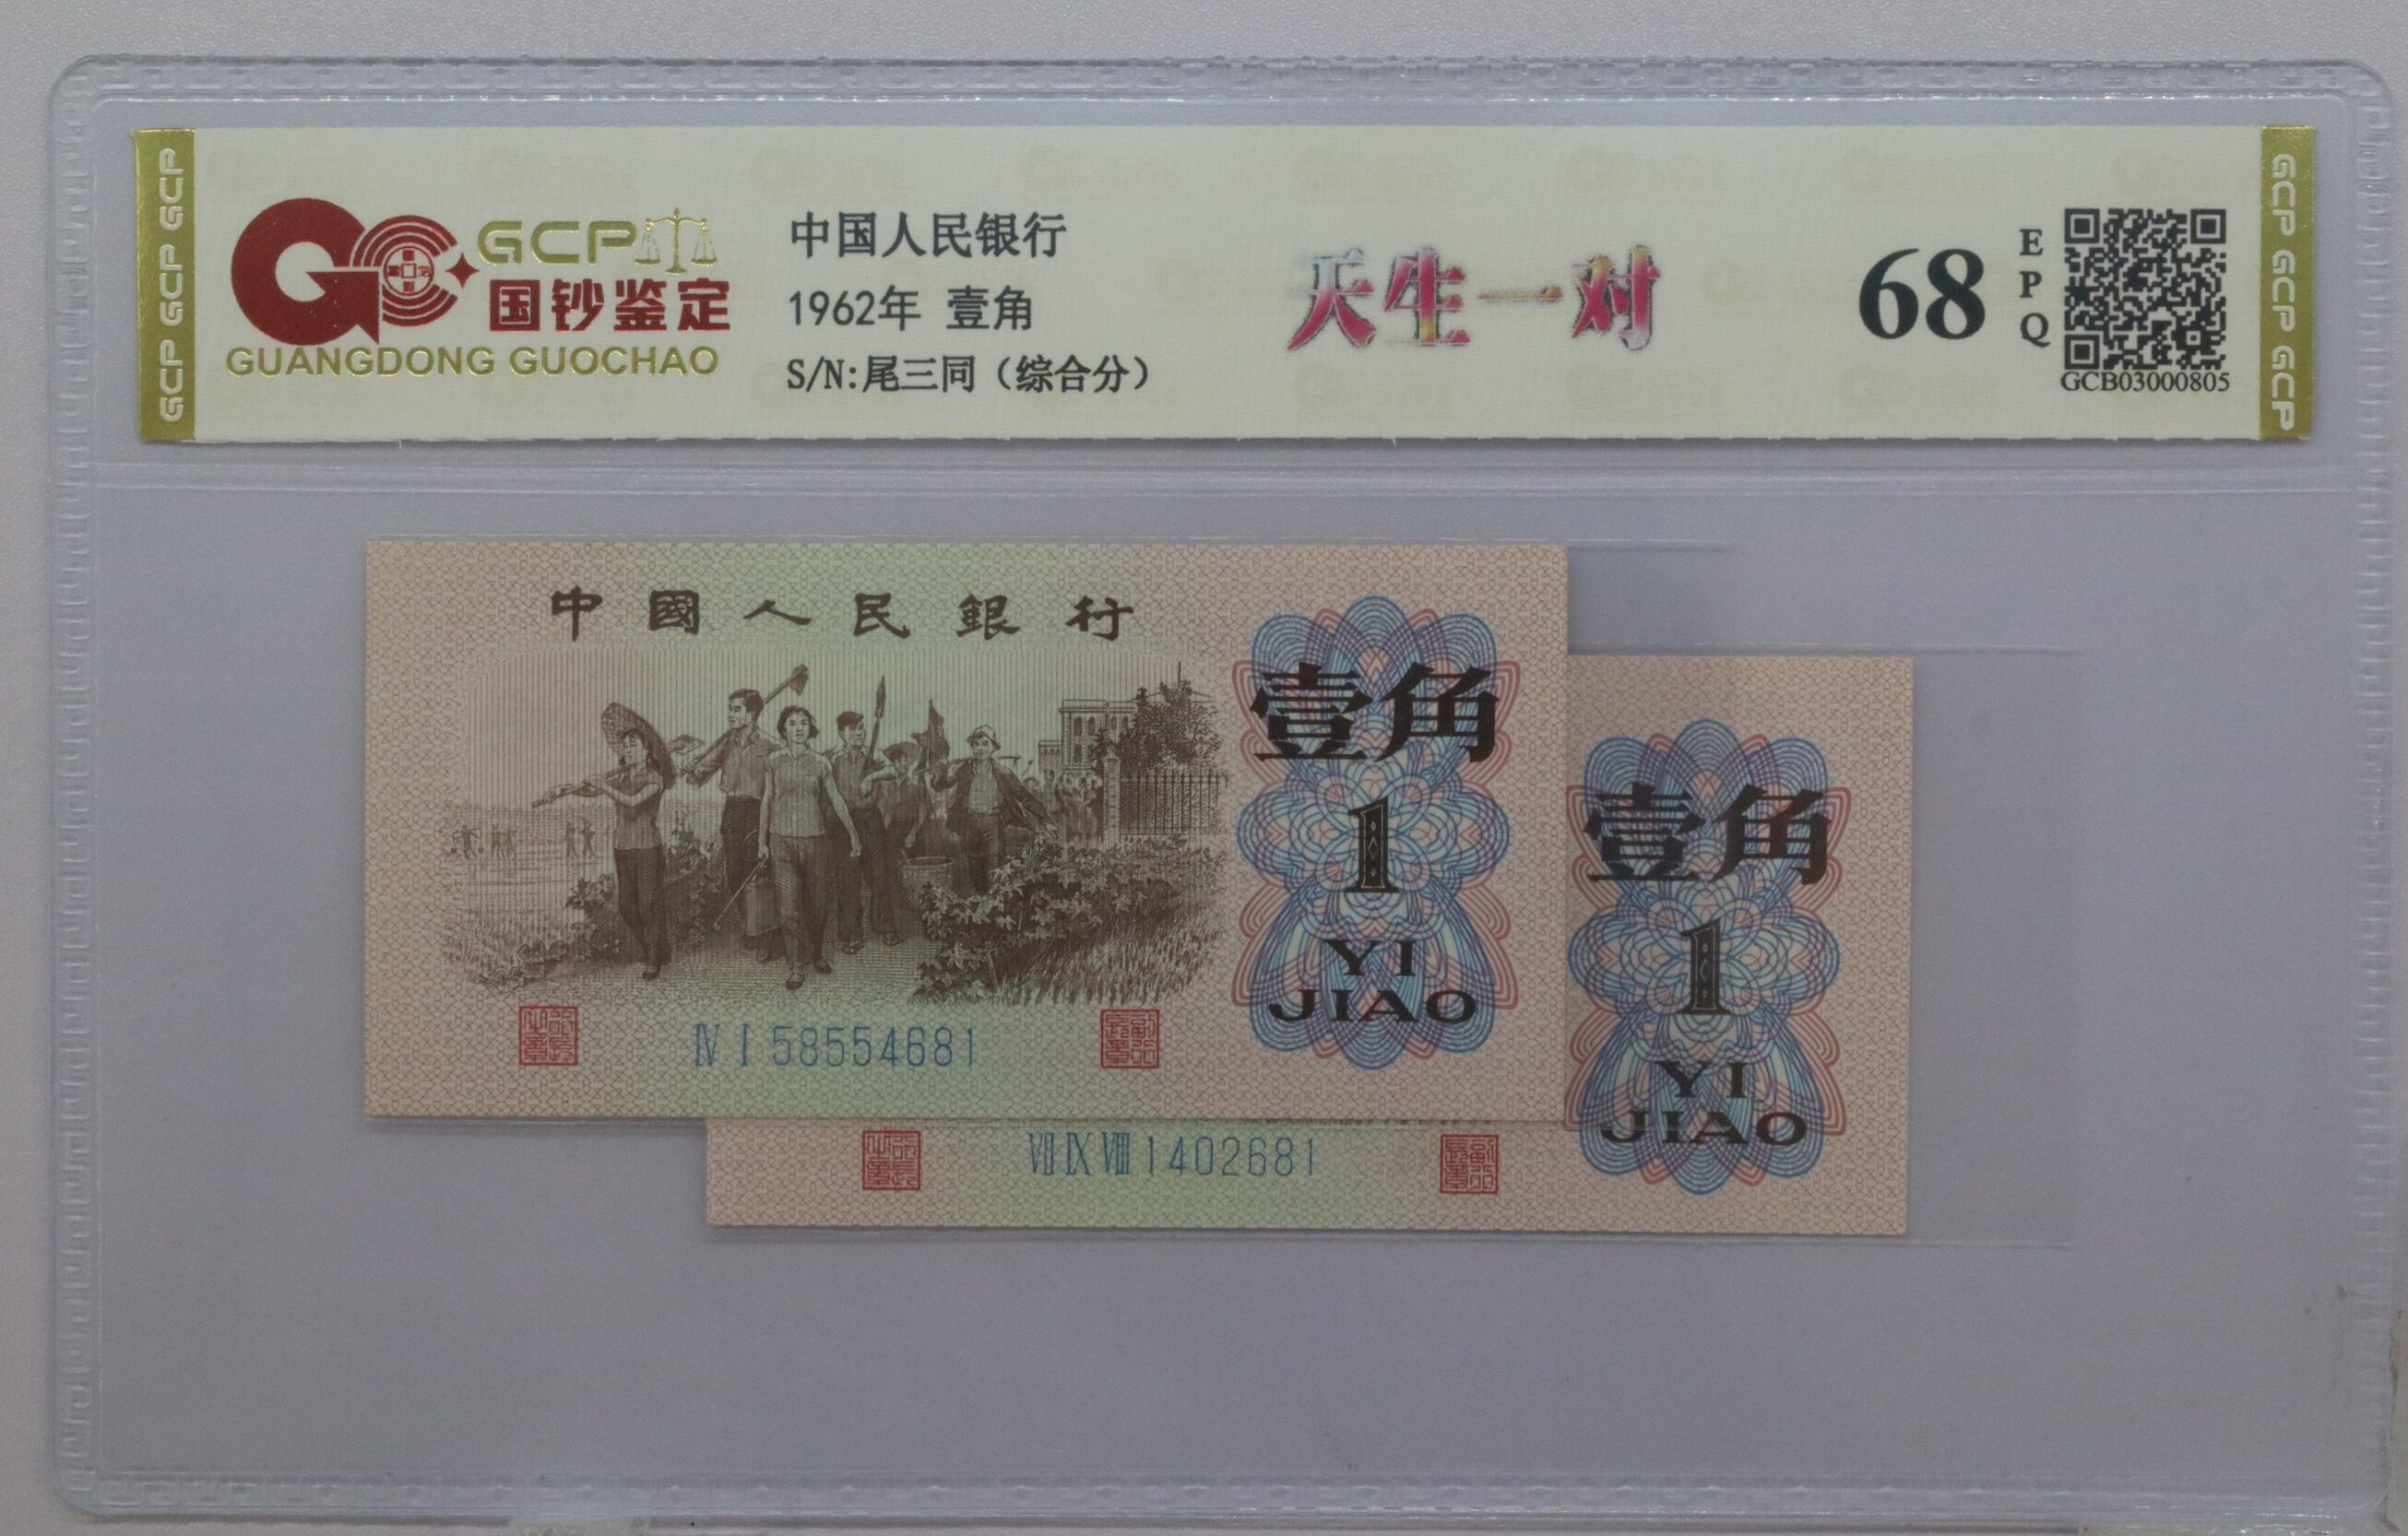 GCP GCP GCP
GCP
国钞鉴定
GUANGDONG GUOCHAO
中国人民银行
1962年 壹角
S/N:尾三同（综合分）
天生一对
68
EPQ
GCB03000805
GCP GCP GCP
中國人民銀行
壹角
1
YI
JIAO
Ⅳ Ⅰ 58554681
壹角
1
YI
JIAO
Ⅶ Ⅸ Ⅷ 1402681